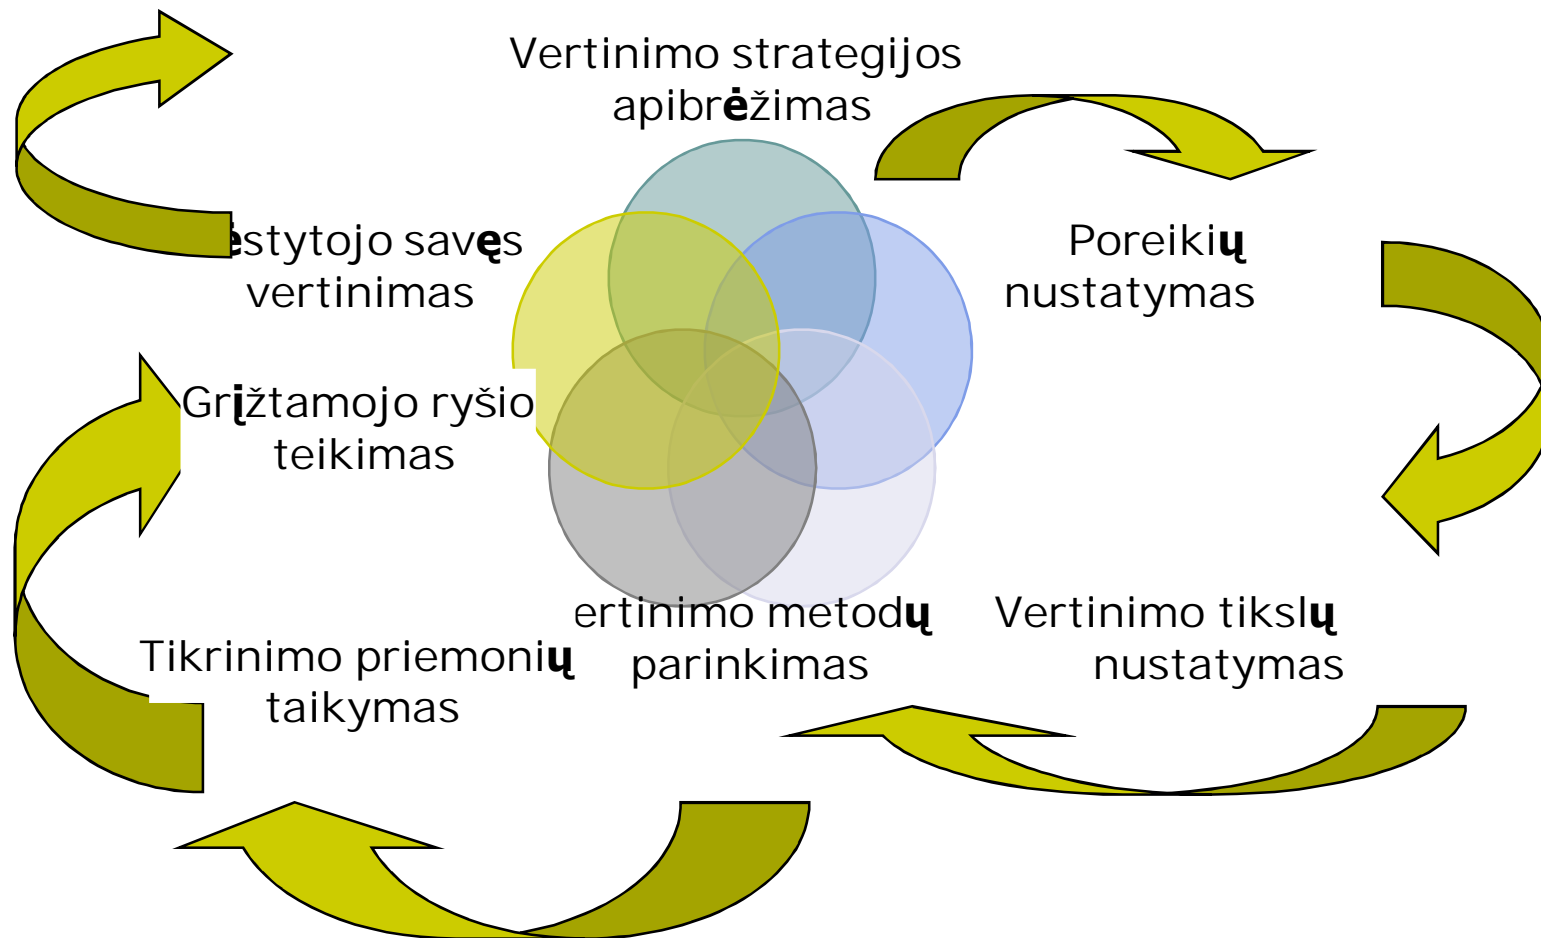 Vertinimo strategijos
apibrėžimas
Poreikių
nustatymas
Vertinimo tikslų
nustatymas
ertinimo metodų
parinkimas
Tikrinimo priemonių
taikymas
Grįžtamojo ryšio
teikimas
ėstytojo savęs
vertinimas